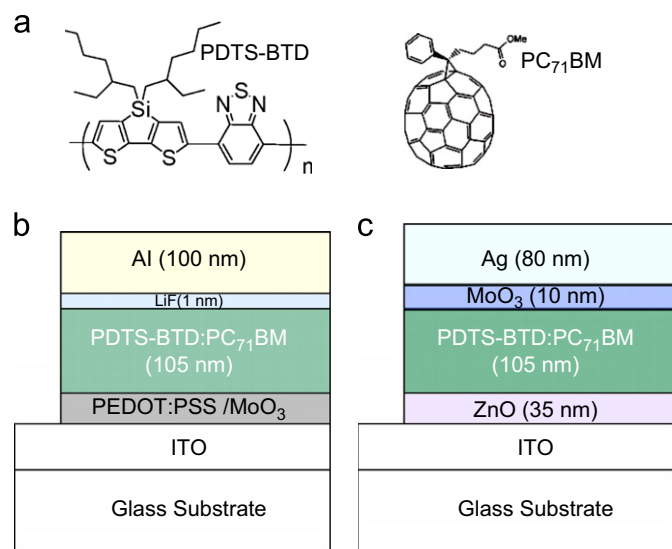 a
PDTS-BTD
S
N
N
Si
S
S
n
OMe
O
PC₇₁BM
b
Al (100 nm)
LiF(1 nm)
PDTS-BTD:PC₇₁BM
(105 nm)
PEDOT:PSS /MoO₃
ITO
Glass Substrate
c
Ag (80 nm)
MoO₃ (10 nm)
PDTS-BTD:PC₇₁BM
(105 nm)
ZnO (35 nm)
ITO
Glass Substrate